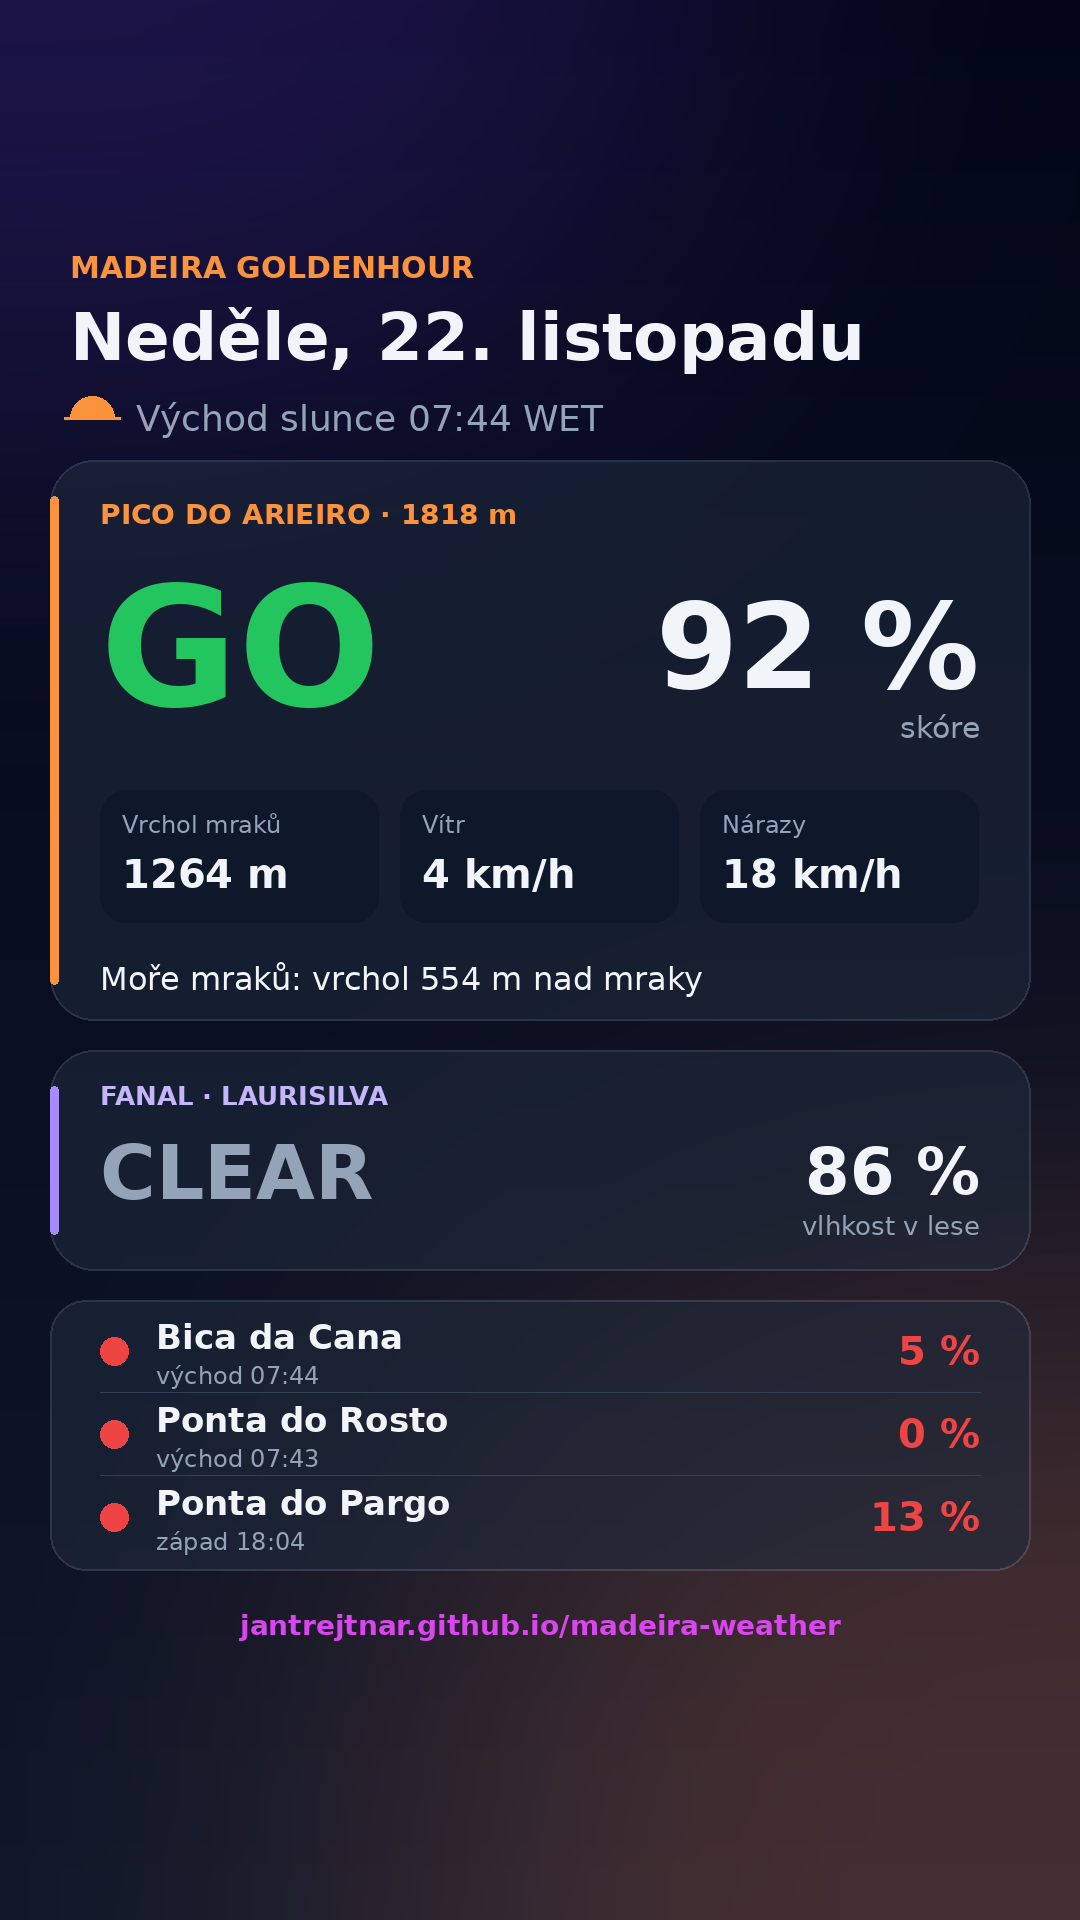 MADEIRA GOLDENHOUR
Neděle, 22. listopadu
Východ slunce 07:44 WET
PICO DO ARIEIRO · 1818 m
GO
92 %
skóre
Vrchol mraků
1264 m
Vítr
4 km/h
Nárazy
18 km/h
Moře mraků: vrchol 554 m nad mraky
FANAL · LAURISILVA
CLEAR
86 %
vlhkost v lese
Bica da Cana
východ 07:44
5 %
Ponta do Rosto
východ 07:43
0 %
Ponta do Pargo
západ 18:04
13 %
jantrejtnar.github.io/madeira-weather